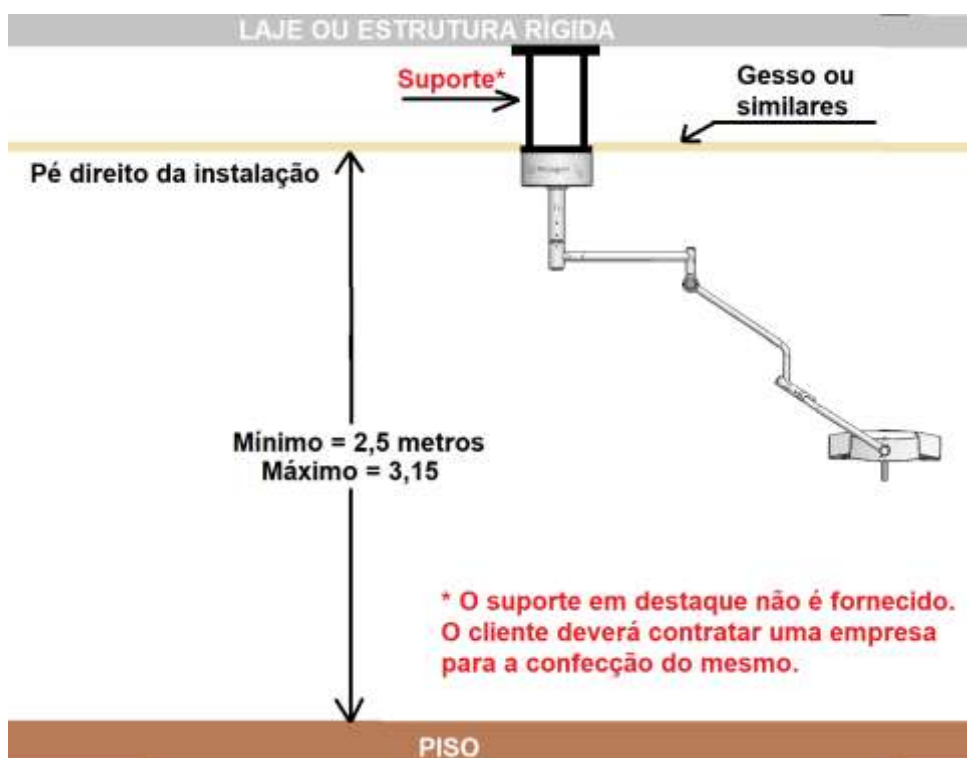 LAJE OU ESTRUTURA RÍGIDA
Suporte*
Gesso ou
similares
Pé direito da instalação
Mínimo = 2,5 metros
Máximo = 3,15
* O suporte em destaque não é fornecido.
O cliente deverá contratar uma empresa
para a confecção do mesmo.
PISO